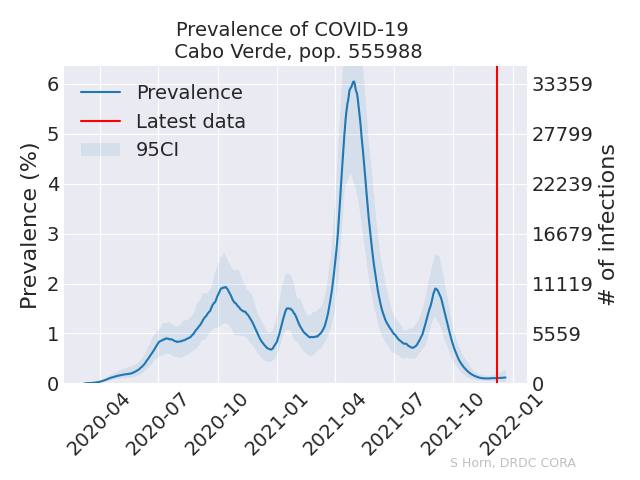 Prevalence of COVID-19
Cabo Verde, pop. 555988
Prevalence
Latest data
95CI
Prevalence (%)
6
5
4
3
2
1
0
33359
27799
22239
16679
11119
5559
0
# of infections
2020-04
2020-07
2020-10
2021-01
2021-04
2021-07
2021-10
2022-01
S Horn, DRDC CORA